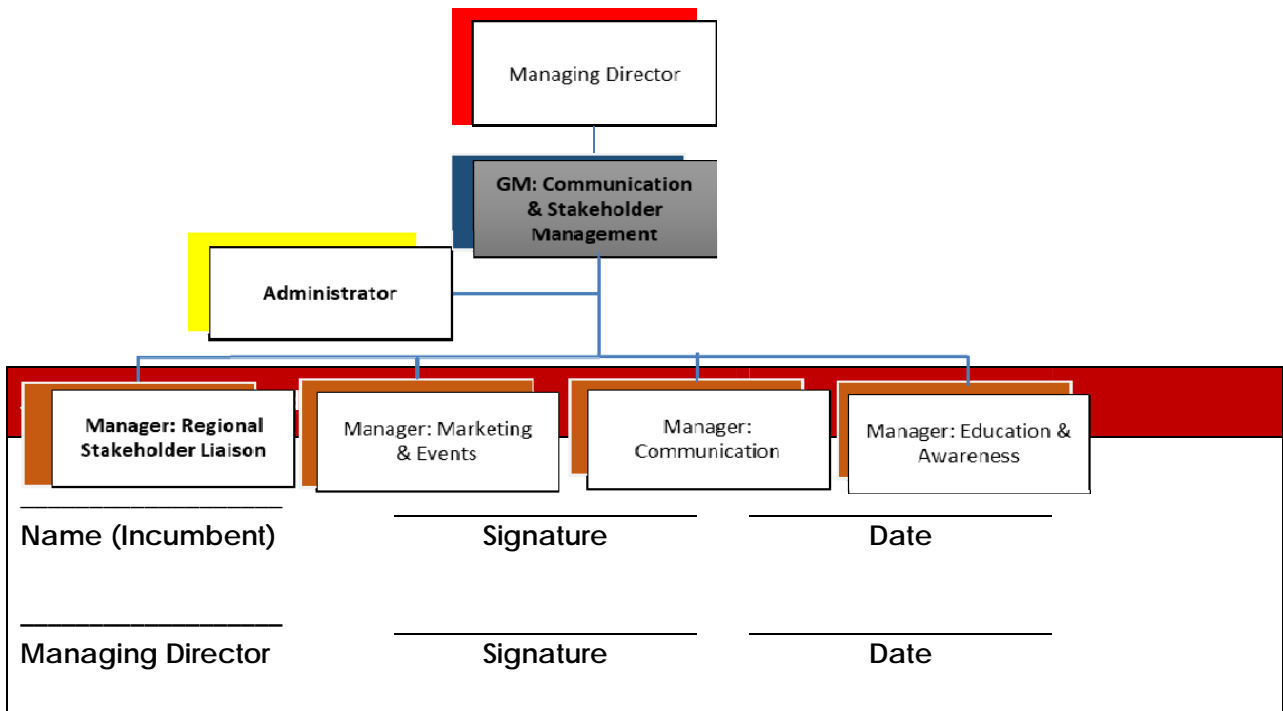 Managing Director
GM: Communication
& Stakeholder
Management
Administrator
Manager: Regional
Stakeholder Liaison
Manager: Marketing
& Events
Manager:
Communication
Manager: Education &
Awareness
Name (Incumbent) Signature Date
Managing Director Signature Date